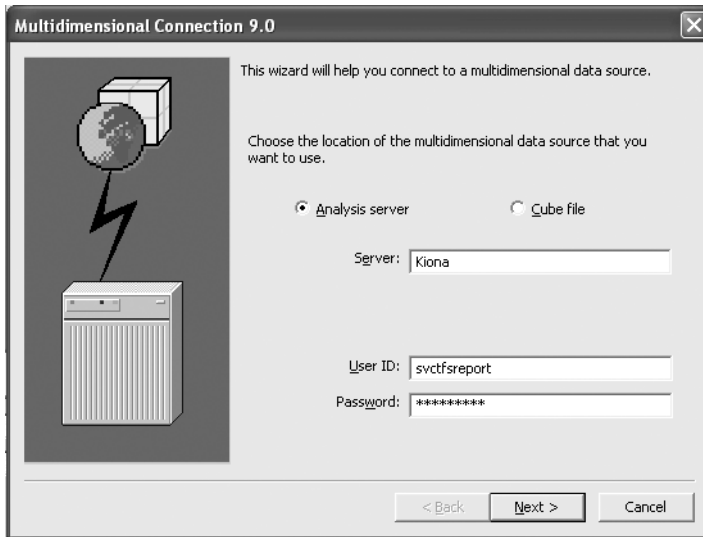 Multidimensional Connection 9.0
This wizard will help you connect to a multidimensional data source.
Choose the location of the multidimensional data source that you
want to use.
Analysis server
Cube file
Server: Kiona
User ID: svctfsreport
Password: *********
< Back
Next >
Cancel